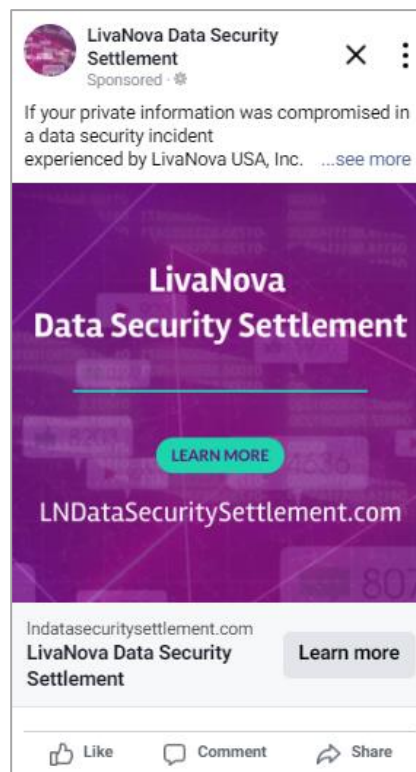 LivaNova Data Security
Settlement
Sponsored ·
If your private information was compromised in
a data security incident
experienced by LivaNova USA, Inc. ...see more
LivaNova
Data Security Settlement
LEARN MORE
LNDataSecuritySettlement.com
807
lndatasecuritysettlement.com
LivaNova Data Security
Settlement
Learn more
Like Comment Share